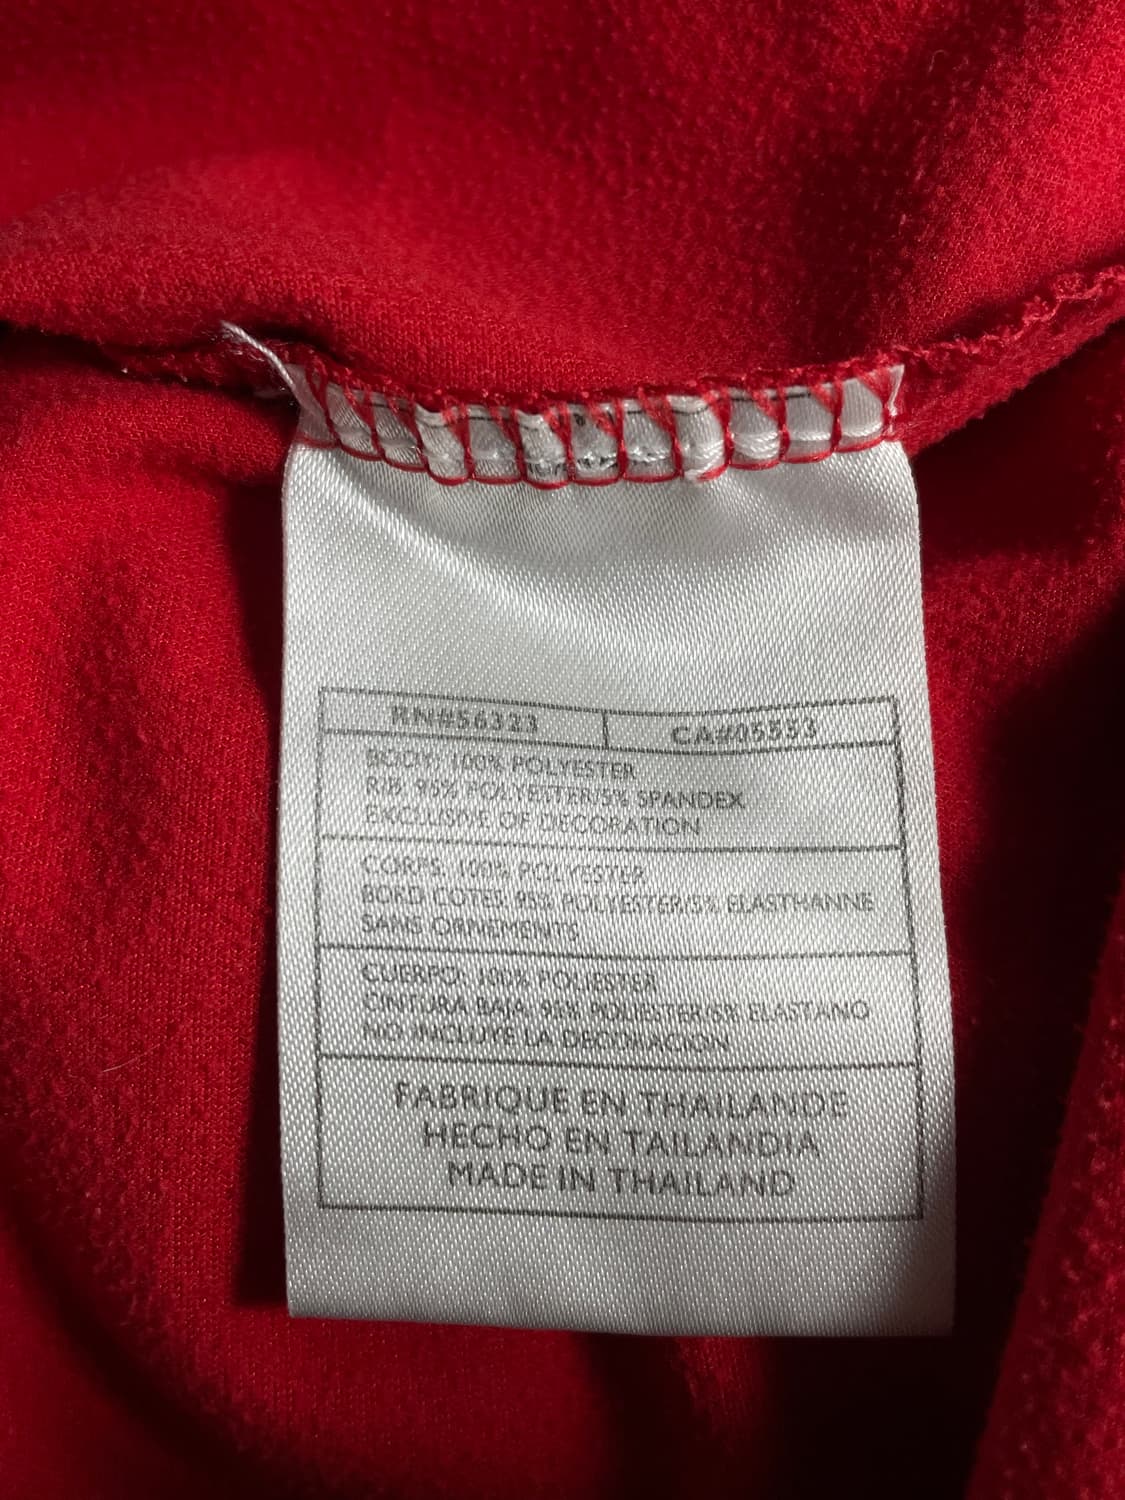 RN#56323 CA#05553
BODY: 100% POLYESTER
RIB: 95% POLYESTER/5% SPANDEX
EXCLUSIVE OF DECORATION
CORPS: 100% POLYESTER
BORD COTES: 95% POLYESTER/5% ELASTHANNE
SANS ORNEMENTS
CUERPO: 100% POLIESTER
CINTURA BAJA: 95% POLIESTER/5% ELASTANO
NO INCLUYE LA DECORACION
FABRIQUE EN THAILANDE
HECHO EN TAILANDIA
MADE IN THAILAND